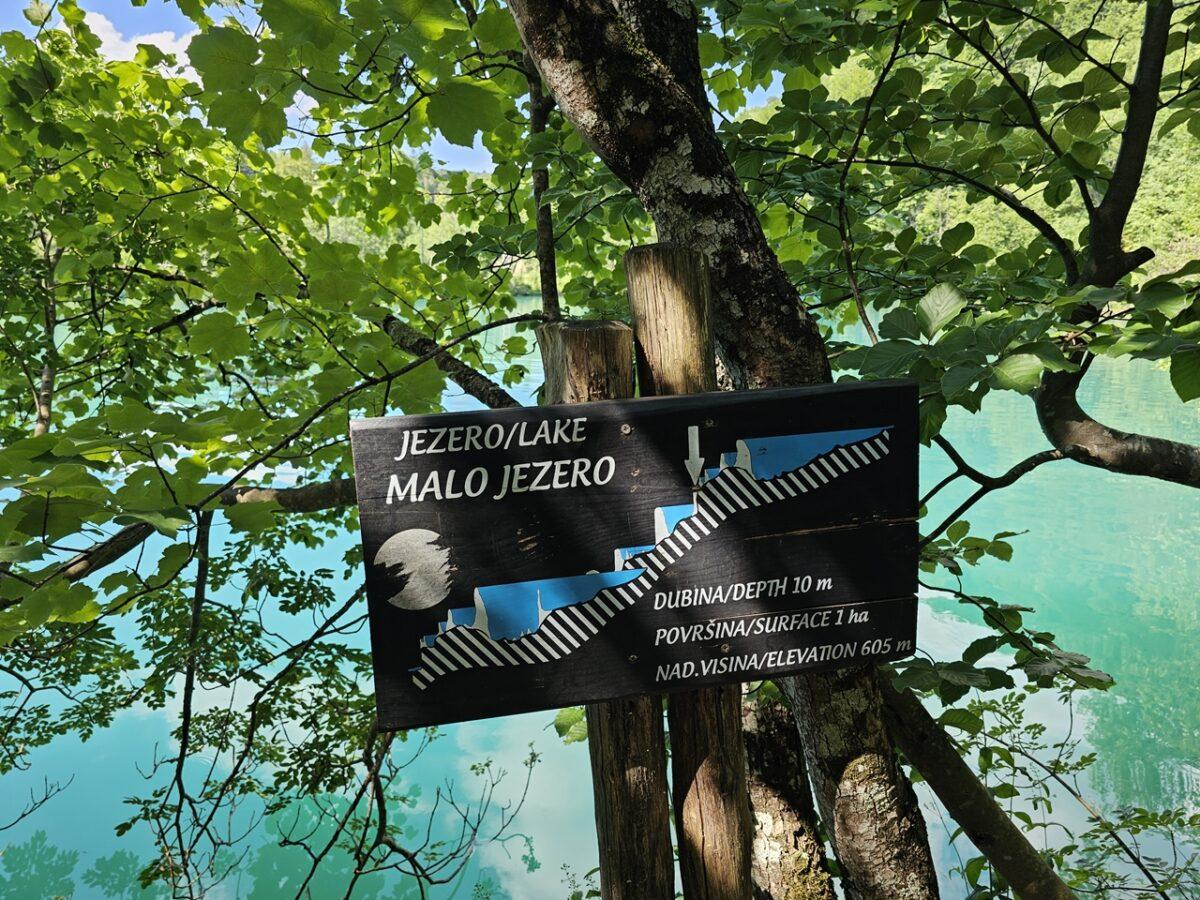 JEZERO/LAKE
MALO JEZERO
DUBINA/DEPTH 10 m
POVRŠINA/SURFACE 1 ha
NAD.VISINA/ELEVATION 605 m